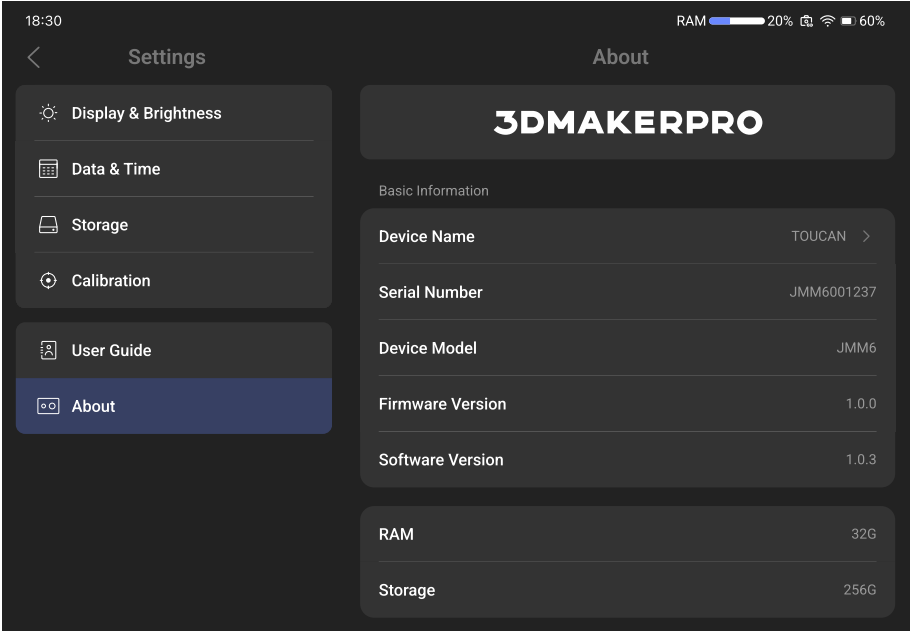 18:30
RAM 20% 60%
Settings
About
Display & Brightness
Data & Time
Storage
Calibration
User Guide
About
3DMAKERPRO
Basic Information
Device Name TOUCAN
Serial Number JMM6001237
Device Model JMM6
Firmware Version 1.0.0
Software Version 1.0.3
RAM 32G
Storage 256G